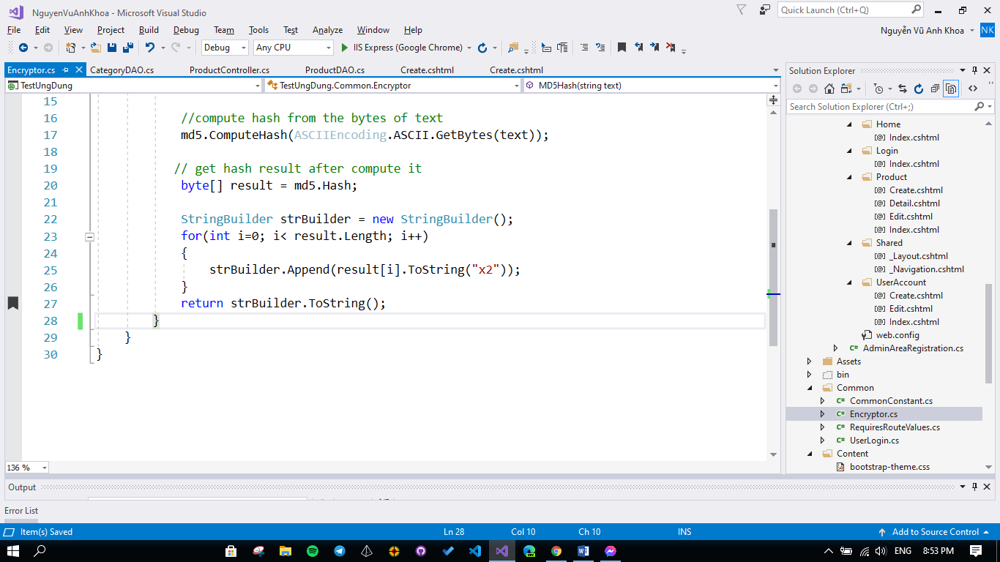 NguyenVuAnhKhoa - Microsoft Visual Studio
Quick Launch (Ctrl+Q)
File Edit View Project Build Debug Team Tools Test Analyze Window Help
Nguyễn Vũ Anh Khoa NK
Debug Any CPU IIS Express (Google Chrome)
Encryptor.cs CategoryDAO.cs ProductController.cs ProductDAO.cs Create.cshtml Create.cshtml
TestUngDung TestUngDung.Common.Encryptor MD5Hash(string text)
15
16 //compute hash from the bytes of text
17 md5.ComputeHash(ASCIIEncoding.ASCII.GetBytes(text));
18
19 // get hash result after compute it
20 byte[] result = md5.Hash;
21
22 StringBuilder strBuilder = new StringBuilder();
23 for(int i=0; i< result.Length; i++)
24 {
25 strBuilder.Append(result[i].ToString("x2"));
26 }
27 return strBuilder.ToString();
28 }
29 }
30 }
136 %
Solution Explorer
Search Solution Explorer (Ctrl+;)
Home
Index.cshtml
Login
Index.cshtml
Product
Create.cshtml
Detail.cshtml
Edit.cshtml
Index.cshtml
Shared
_Layout.cshtml
_Navigation.cshtml
UserAccount
Create.cshtml
Edit.cshtml
Index.cshtml
web.config
C# AdminAreaRegistration.cs
Assets
bin
Common
C# CommonConstant.cs
C# Encryptor.cs
C# RequiresRouteValues.cs
C# UserLogin.cs
Content
bootstrap-theme.css
Output
Error List
Item(s) Saved Ln 28 Col 10 Ch 10 INS Add to Source Control
ENG 8:53 PM